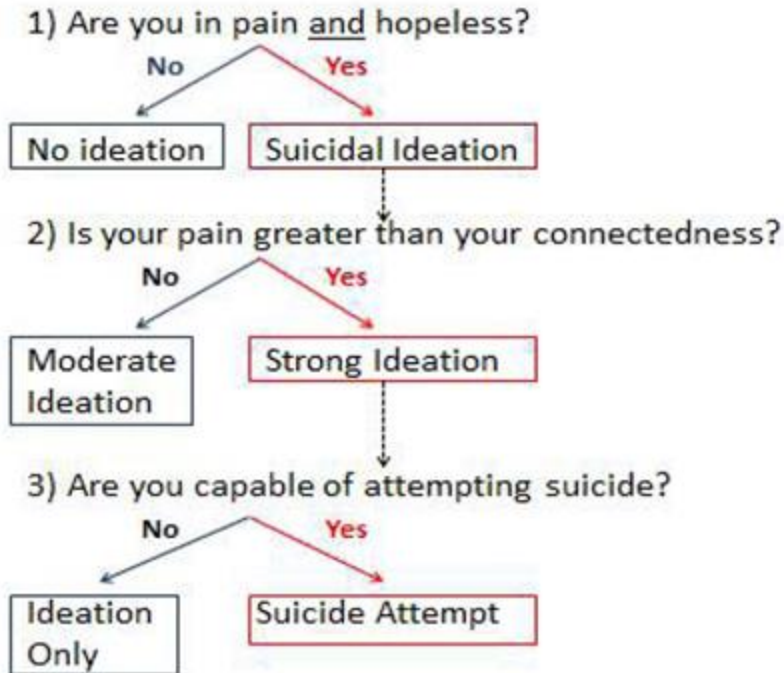 1) Are you in pain and hopeless?
No Yes
No ideation Suicidal Ideation
2) Is your pain greater than your connectedness?
No Yes
Moderate Strong Ideation
Ideation
3) Are you capable of attempting suicide?
No Yes
Ideation Suicide Attempt
Only